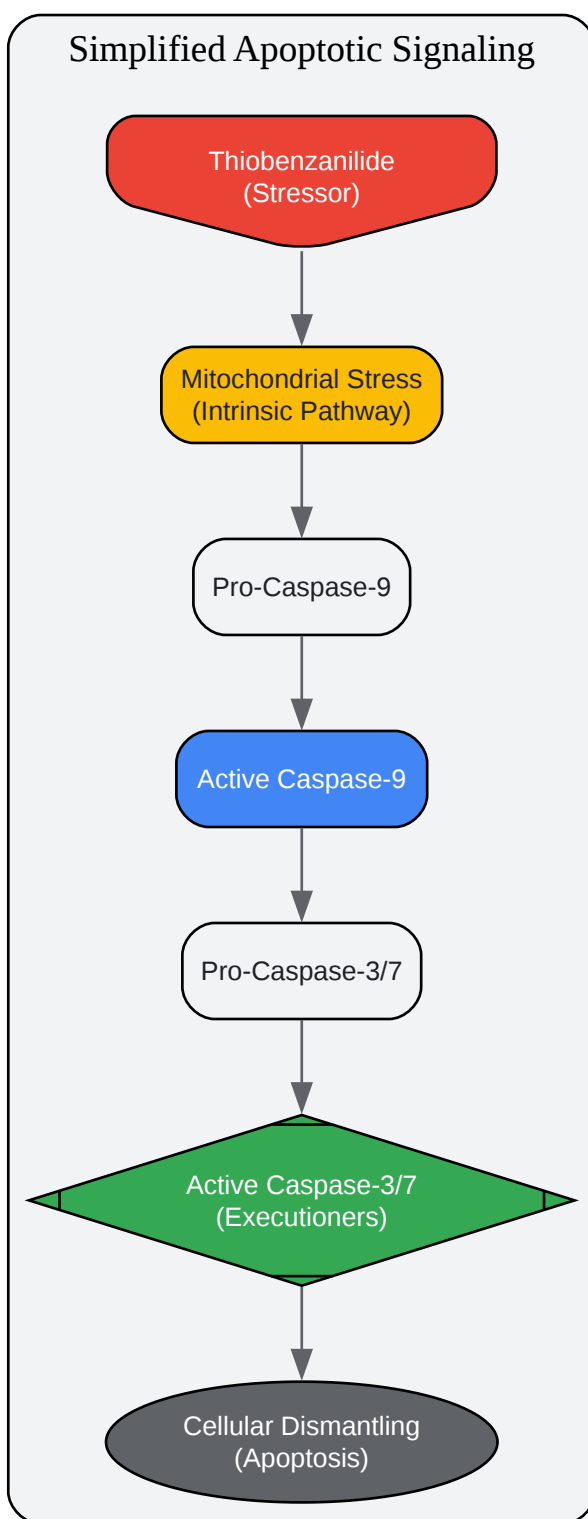 Simplified Apoptotic Signaling
Thiobenzanilide
(Stressor)
Mitochondrial Stress
(Intrinsic Pathway)
Pro-Caspase-9
Active Caspase-9
Pro-Caspase-3/7
Active Caspase-3/7
(Executioners)
Cellular Dismantling
(Apoptosis)